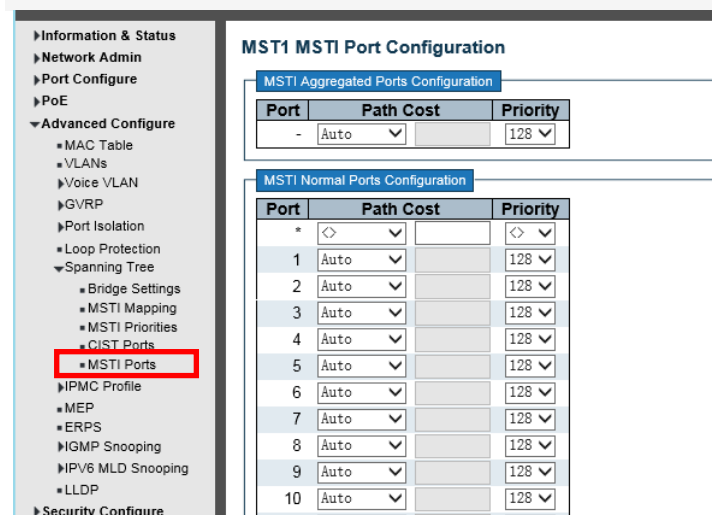 Information & Status
Network Admin
Port Configure
PoE
Advanced Configure
MAC Table
VLANs
Voice VLAN
GVRP
Port Isolation
Loop Protection
Spanning Tree
Bridge Settings
MSTI Mapping
MSTI Priorities
CIST Ports
MSTI Ports
IPMC Profile
MEP
ERPS
IGMP Snooping
IPV6 MLD Snooping
LLDP
Security Configure
MST1 MSTI Port Configuration
MSTI Aggregated Ports Configuration
Port Path Cost Priority
- Auto 128
MSTI Normal Ports Configuration
Port Path Cost Priority
* <> <>
1 Auto 128
2 Auto 128
3 Auto 128
4 Auto 128
5 Auto 128
6 Auto 128
7 Auto 128
8 Auto 128
9 Auto 128
10 Auto 128